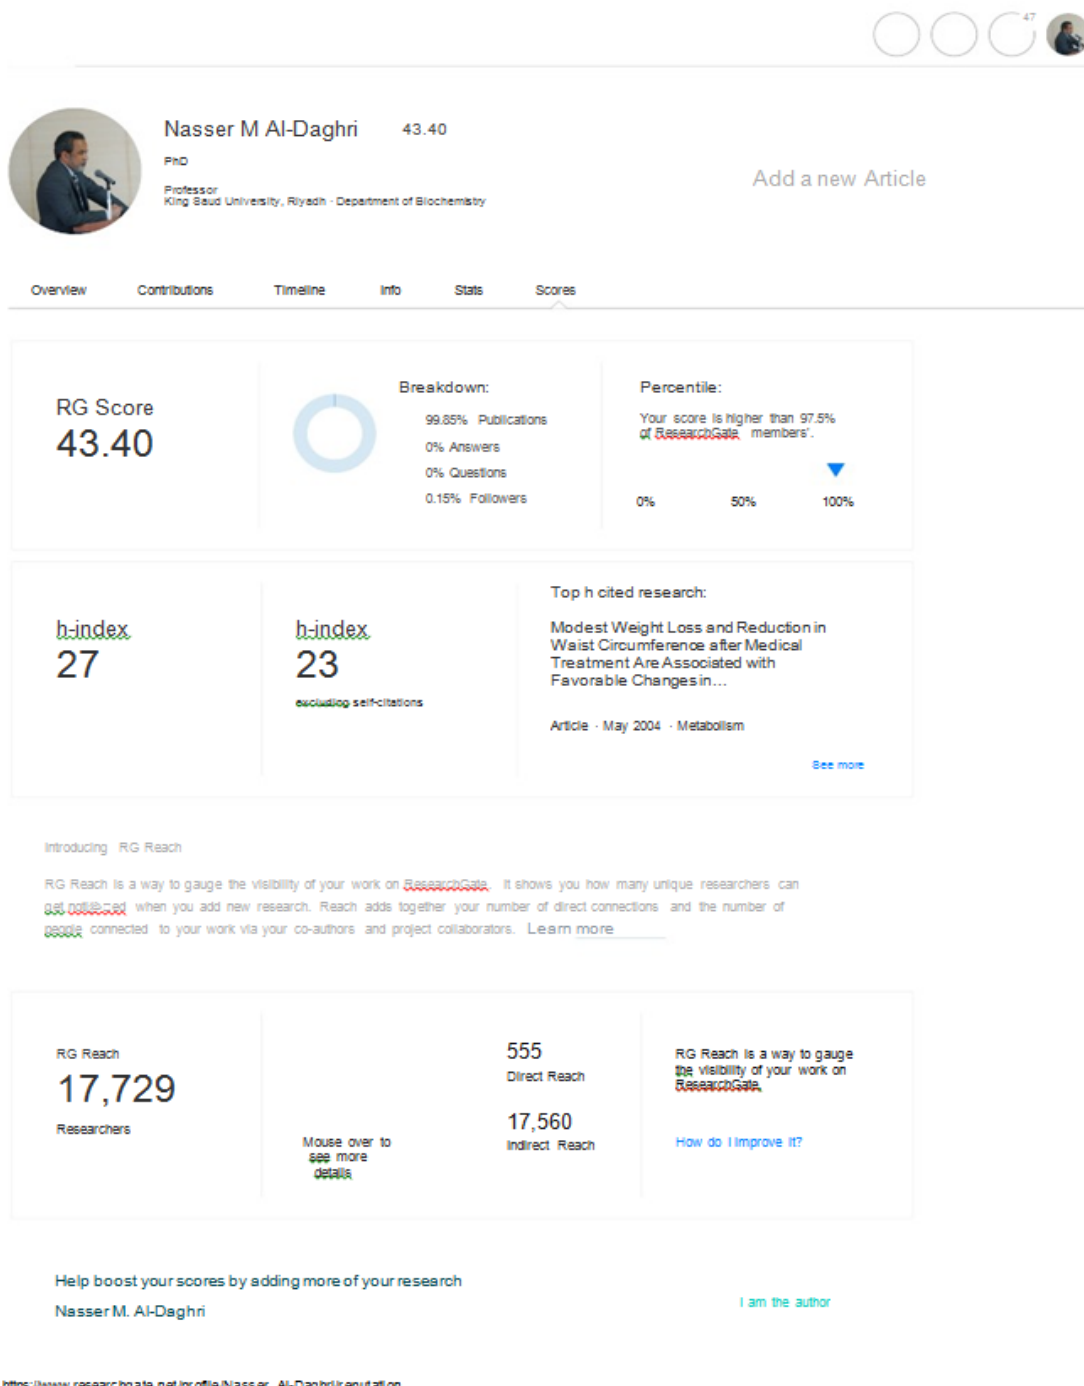 47
Nasser M Al-Daghri 43.40
PhD
Professor
King Saud University, Riyadh · Department of Biochemistry
Add a new Article
Overview Contributions Timeline Info Stats Scores
RG Score
43.40
Breakdown:
99.85% Publications
0% Answers
0% Questions
0.15% Followers
Percentile:
Your score is higher than 97.5%
of ResearchGate members'.
0% 50% 100%
h-index
27
h-index
23
excluding self-citations
Top h cited research:
Modest Weight Loss and Reduction in
Waist Circumference after Medical
Treatment Are Associated with
Favorable Changes in...
Article · May 2004 · Metabolism
See more
Introducing RG Reach
RG Reach is a way to gauge the visibility of your work on ResearchGate. It shows you how many unique researchers can
get when you add new research. Reach adds together your number of direct connections and the number of
people connected to your work via your co-authors and project collaborators. Learn more
RG Reach
17,729
Researchers
Mouse over to
see more
details
555
Direct Reach
17,560
Indirect Reach
RG Reach is a way to gauge
the visibility of your work on
ResearchGate.
How do I improve it?
Help boost your scores by adding more of your research
Nasser M. Al-Daghri
I am the author
https://www.researchgate.net/profile/Nasser_Al-Daghri/reputation